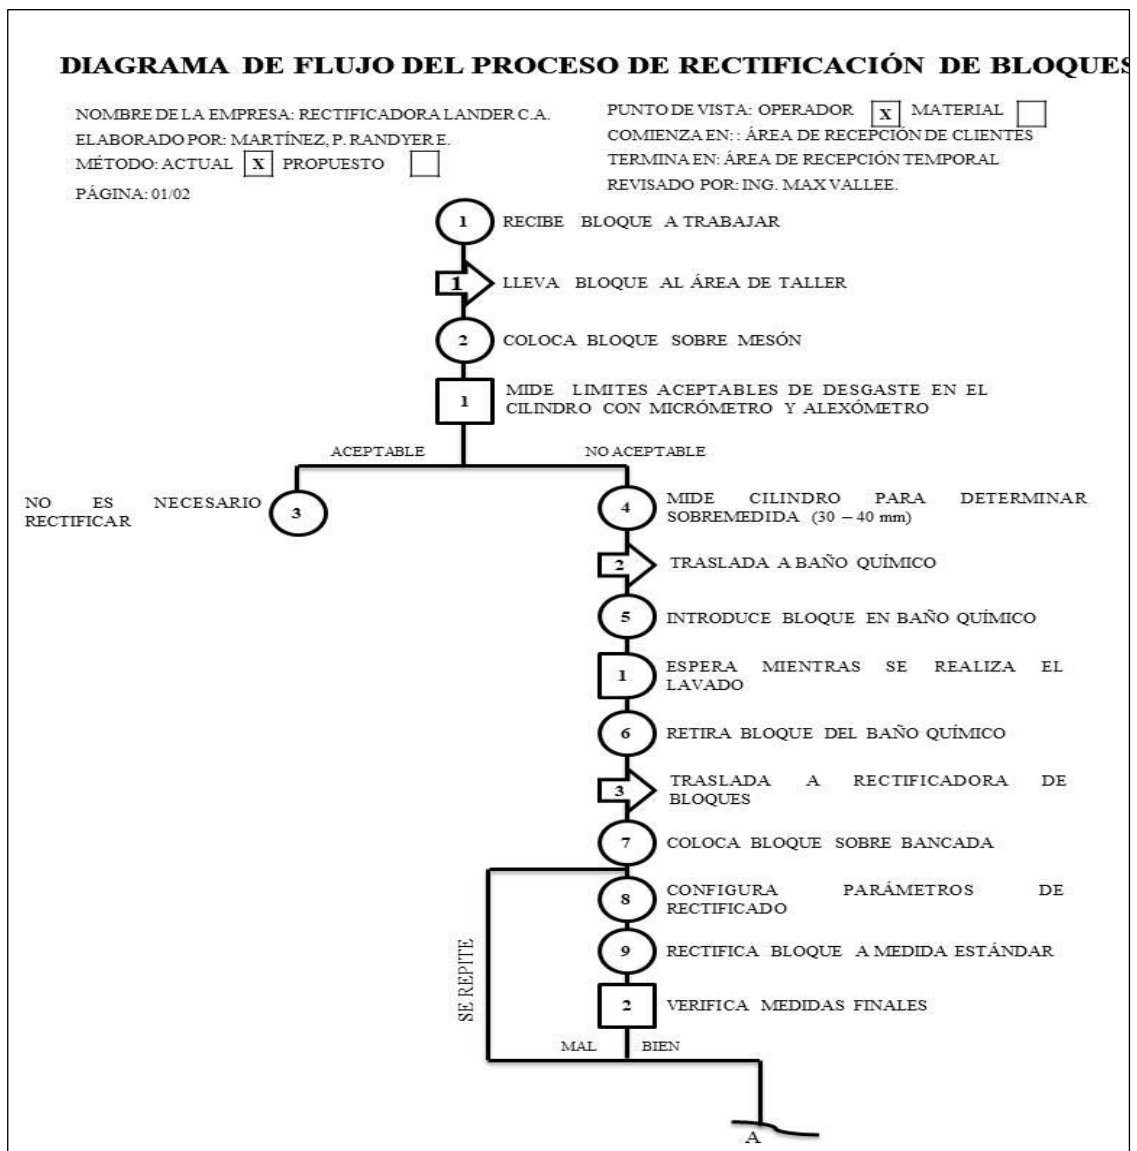 DIAGRAMA DE FLUJO DEL PROCESO DE RECTIFICACIÓN DE BLOQUES
NOMBRE DE LA EMPRESA: RECTIFICADORA LANDER C.A.
ELABORADO POR: MARTÍNEZ, P. RANDYER E.
MÉTODO: ACTUAL X PROPUESTO
PÁGINA: 01/02
PUNTO DE VISTA: OPERADOR X MATERIAL
COMIENZA EN: : ÁREA DE RECEPCIÓN DE CLIENTES
TERMINA EN: ÁREA DE RECEPCIÓN TEMPORAL
REVISADO POR: ING. MAX VALLEE.
1 RECIBE BLOQUE A TRABAJAR
1 LLEVA BLOQUE AL ÁREA DE TALLER
2 COLOCA BLOQUE SOBRE MESÓN
1 MIDE LIMITES ACEPTABLES DE DESGASTE EN EL
CILINDRO CON MICRÓMETRO Y ALEXÓMETRO
ACEPTABLE
NO ACEPTABLE
NO ES NECESARIO
RECTIFICAR
3
4 MIDE CILINDRO PARA DETERMINAR
SOBREMEDIDA (30 – 40 mm)
2 TRASLADA A BAÑO QUÍMICO
5 INTRODUCE BLOQUE EN BAÑO QUÍMICO
1 ESPERA MIENTRAS SE REALIZA EL
LAVADO
6 RETIRA BLOQUE DEL BAÑO QUÍMICO
3 TRASLADA A RECTIFICADORA DE
BLOQUES
7 COLOCA BLOQUE SOBRE BANCADA
8 CONFIGURA PARÁMETROS DE
RECTIFICADO
9 RECTIFICA BLOQUE A MEDIDA ESTÁNDAR
2 VERIFICA MEDIDAS FINALES
SE REPITE
MAL
BIEN
A